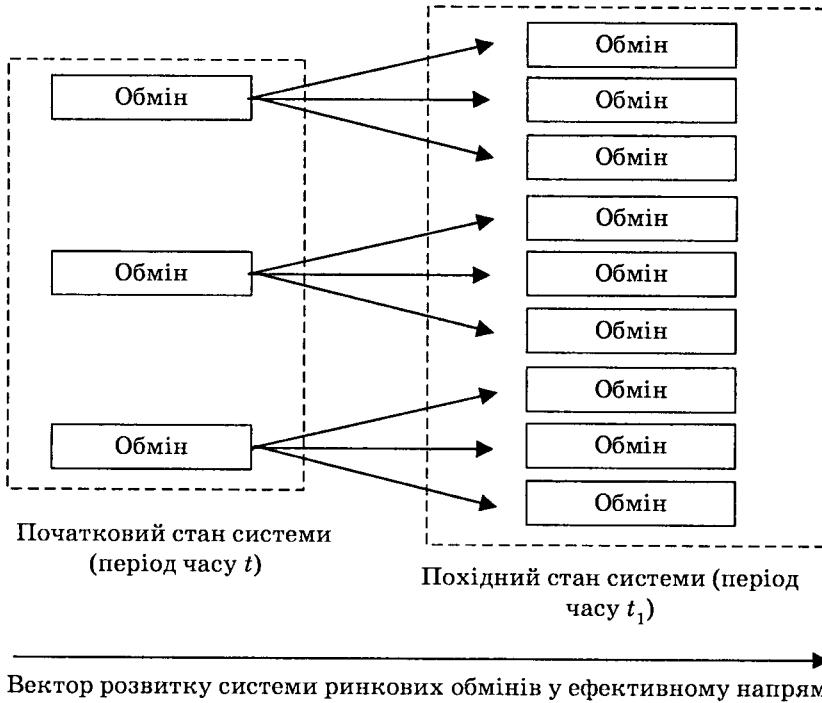 Обмін
Обмін
Обмін
Обмін
Обмін
Обмін
Обмін
Обмін
Обмін
Обмін
Обмін
Обмін
Початковий стан системи
(період часу t)
Похідний стан системи (період
часу t₁)
Вектор розвитку системи ринкових обмінів у ефективному